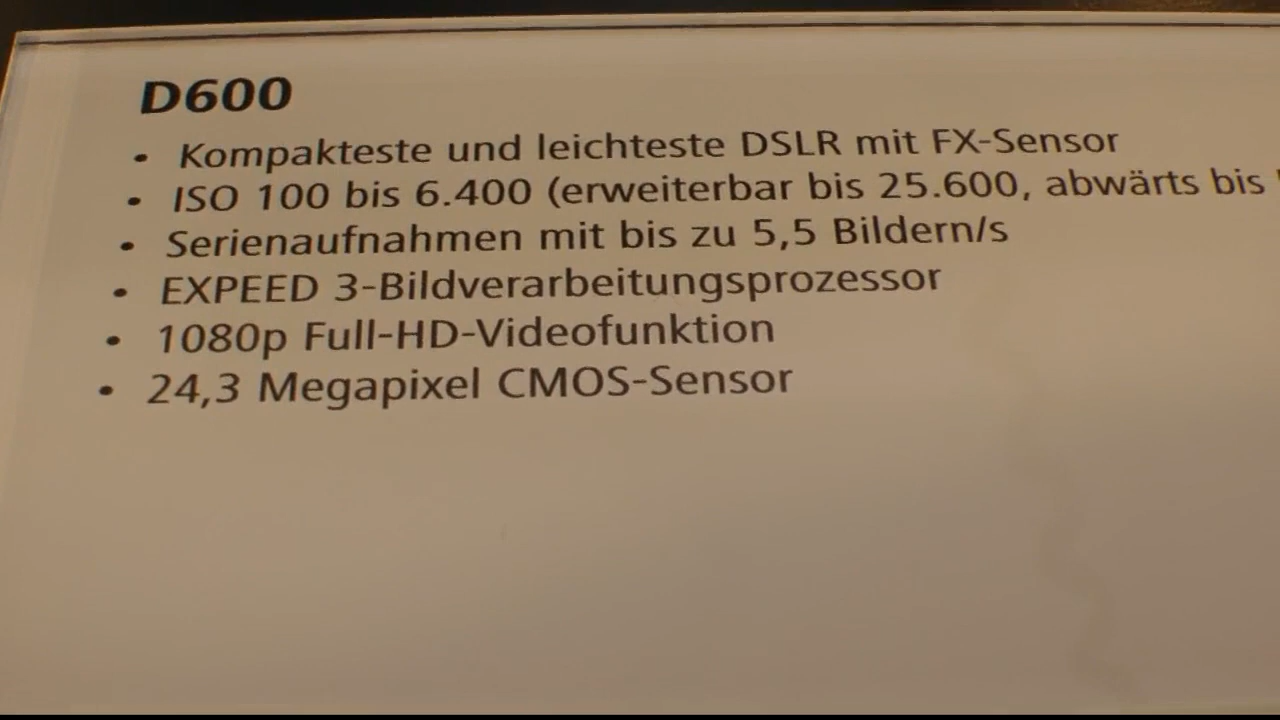 D600
• Kompakteste und leichteste DSLR mit FX-Sensor
• ISO 100 bis 6.400 (erweiterbar bis 25.600, abwärts bis
• Serienaufnahmen mit bis zu 5,5 Bildern/s
• EXPEED 3-Bildverarbeitungsprozessor
• 1080p Full-HD-Videofunktion
• 24,3 Megapixel CMOS-Sensor